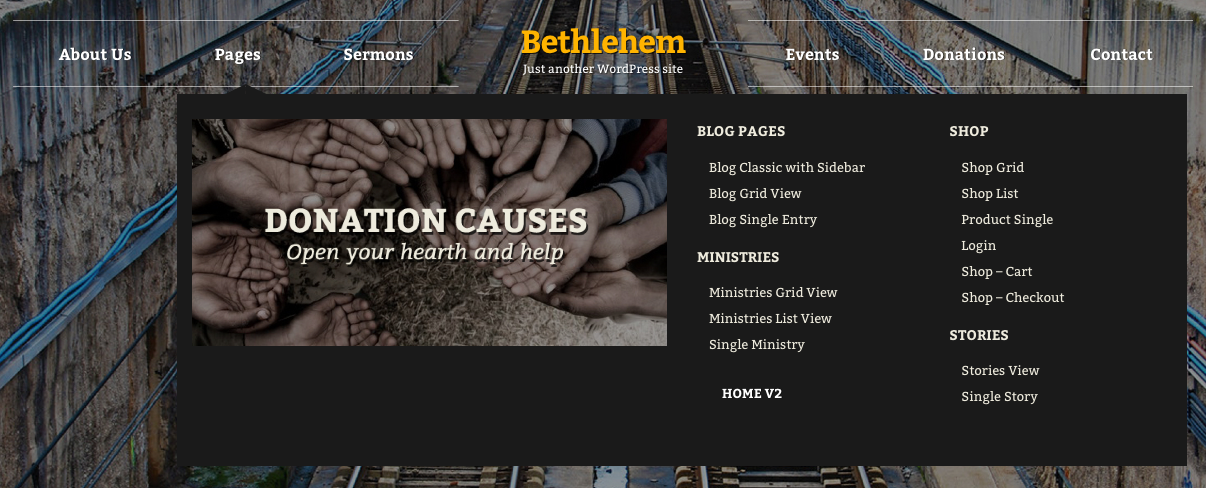 About Us
Pages
Sermons
Bethlehem
Just another WordPress site
Events
Donations
Contact
DONATION CAUSES
Open your hearth and help
BLOG PAGES
Blog Classic with Sidebar
Blog Grid View
Blog Single Entry
MINISTRIES
Ministries Grid View
Ministries List View
Single Ministry
HOME V2
SHOP
Shop Grid
Shop List
Product Single
Login
Shop – Cart
Shop – Checkout
STORIES
Stories View
Single Story